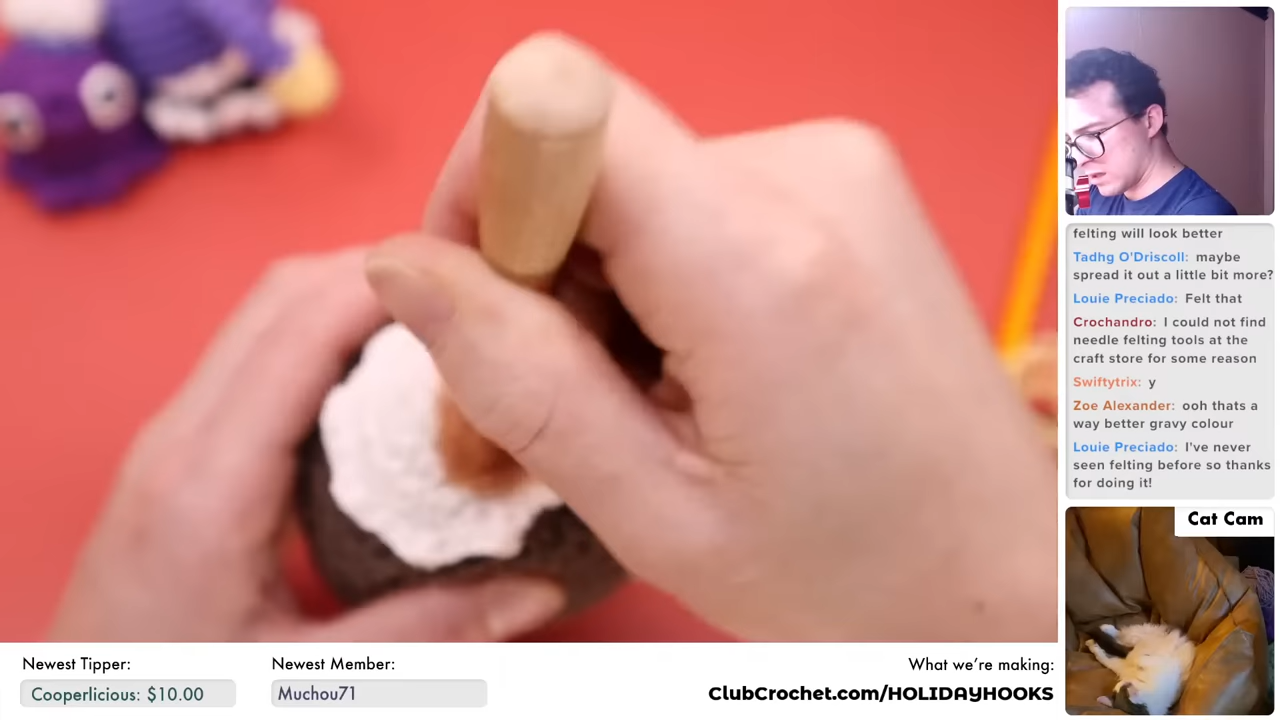 felting will look better
Tadhg O'Driscoll: maybe
spread it out a little bit more?
Louie Preciado: Felt that
Crochandro: I could not find
needle felting tools at the
craft store for some reason
Swiftytrix: y
Zoe Alexander: ooh thats a
way better gravy colour
Louie Preciado: I've never
seen felting before so thanks
for doing it!
Cat Cam
Newest Tipper:
Cooperlicious: $10.00
Newest Member:
Muchou71
What we're making:
ClubCrochet.com/HOLIDAYHOOKS